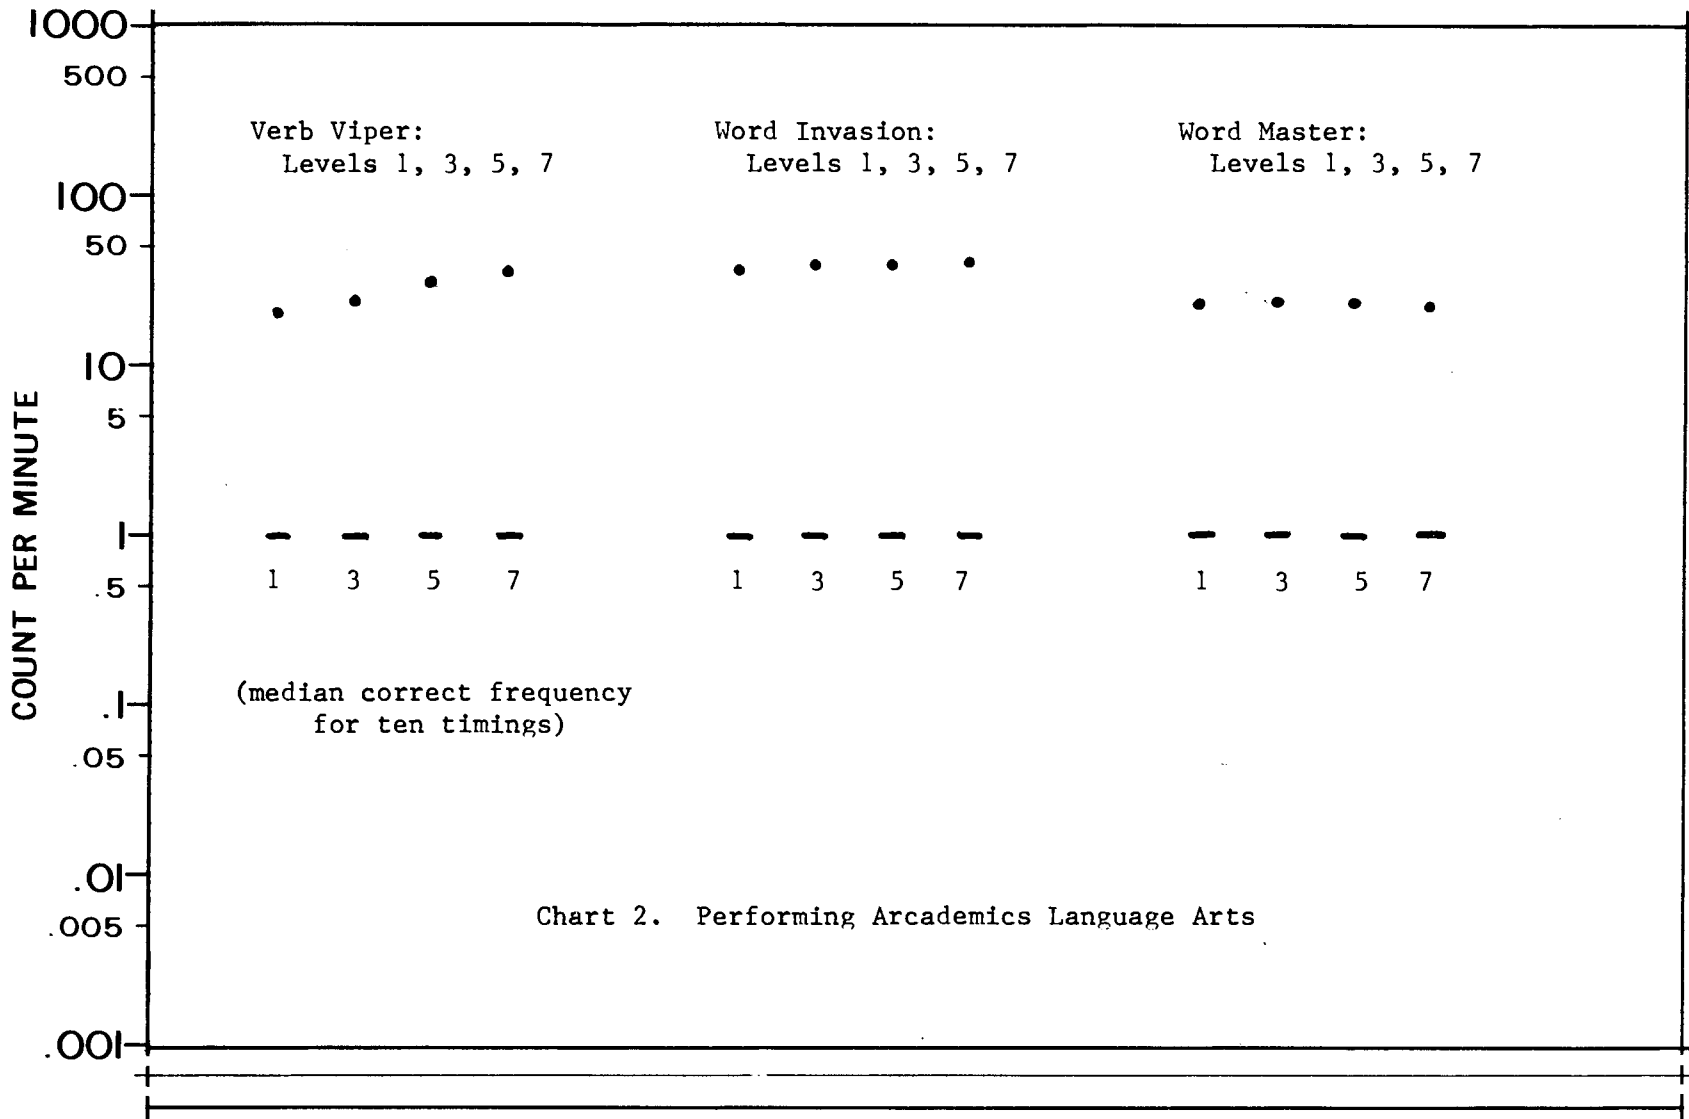 1000
500
100
50
10
5
1
.5
.1
.05
.01
.005
.001
COUNT PER MINUTE
Verb Viper:
Levels 1, 3, 5, 7
Word Invasion:
Levels 1, 3, 5, 7
Word Master:
Levels 1, 3, 5, 7
1 3 5 7
1 3 5 7
1 3 5 7
(median correct frequency
for ten timings)
Chart 2. Performing Arcademics Language Arts